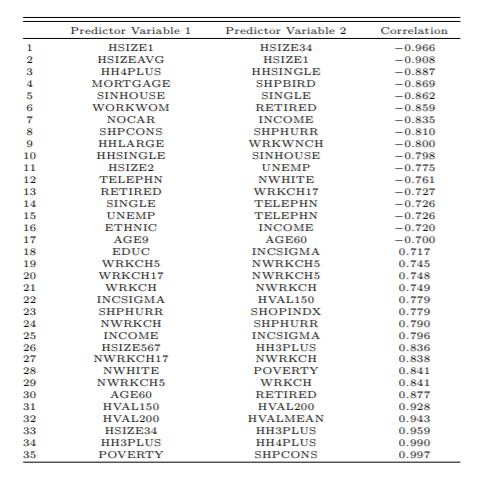 Predictor Variable 1 Predictor Variable 2 Correlation
1 HSIZE1 HSIZE34 −0.966
2 HSIZEAVG HSIZE1 −0.908
3 HH4PLUS HHSINGLE −0.887
4 MORTGAGE SHPBIRD −0.869
5 SINHOUSE SINGLE −0.862
6 WORKWOM RETIRED −0.859
7 NOCAR INCOME −0.835
8 SHPCONS SHPHURR −0.810
9 HHLARGE WRKWNCH −0.800
10 HHSINGLE SINHOUSE −0.798
11 HSIZE2 UNEMP −0.775
12 TELEPHN NWHITE −0.761
13 RETIRED WRKCH17 −0.727
14 SINGLE TELEPHN −0.726
15 UNEMP TELEPHN −0.726
16 ETHNIC INCOME −0.720
17 AGE9 AGE60 −0.700
18 EDUC INCSIGMA 0.717
19 WRKCH5 NWRKCH5 0.745
20 WRKCH17 NWRKCH5 0.748
21 WRKCH NWRKCH 0.749
22 INCSIGMA HVAL150 0.779
23 SHPHURR SHOPINDX 0.779
24 NWRKCH SHPHURR 0.790
25 INCOME INCSIGMA 0.796
26 HSIZE567 HH3PLUS 0.836
27 NWRKCH17 NWRKCH 0.838
28 NWHITE POVERTY 0.841
29 NWRKCH5 WRKCH 0.841
30 AGE60 RETIRED 0.877
31 HVAL150 HVAL200 0.928
32 HVAL200 HVALMEAN 0.943
33 HSIZE34 HH3PLUS 0.959
34 HH3PLUS HH4PLUS 0.990
35 POVERTY SHPCONS 0.997